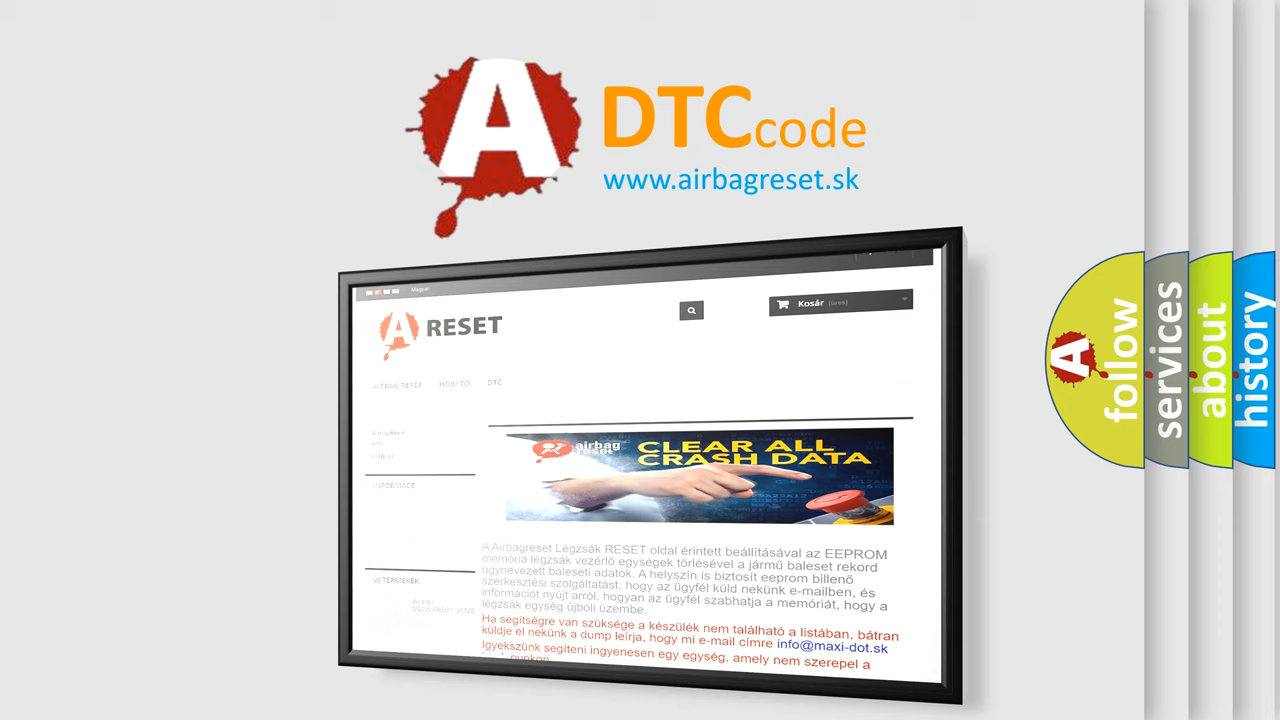 A
DTC code
www.airbagreset.sk
Magyar
A RESET
Kosár (üres)
AIRBAG RESET HOW TO DTC
INFORMACE
ÚJ TERMÉKEK
airbag
reset
CLEAR ALL
CRASH DATA
A Airbagreset Légzsák RESET oldal érintett beállításával az EEPROM
memória légzsák vezérlő egységek törlésével a jármű baleset rekord
úgynevezett baleseti adatok. A helyszín is biztosít eeprom billenő
szerkesztési szolgáltatást, hogy az ügyfél küld nekünk e-mailben, és
információt nyújt arról, hogyan az ügyfél szabhatja a memóriát, hogy a
légzsák egység újbóli üzembe.
Ha segítségre van szüksége a készülék nem található a listában, bátran
küldje el nekünk a dump leírja, hogy mi e-mail címre info@maxi-dot.sk
Igyekszünk segíteni ingyenesen egy egység, amely nem szerepel a
A
follow
services
about
history